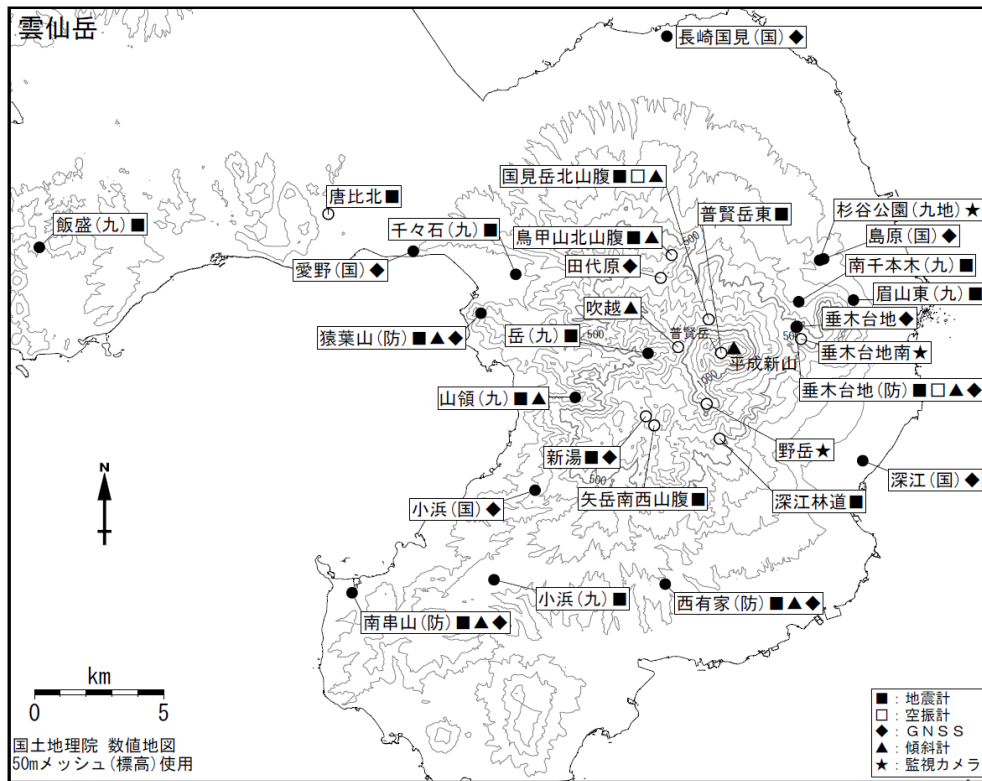 雲仙岳
長崎国見(国)◆
国見岳北山腹■□▲
唐比北■
普賢岳東■
杉谷公園(九地)★
飯盛(九)■
千々石(九)■
鳥甲山北山腹■▲
島原(国)◆
愛野(国)◆
田代原◆
南千本木(九)■
眉山東(九)■
吹越▲
垂木台地◆
猿葉山(防)■▲◆
岳(九)■
普賢岳
垂木台地南★
平成新山
垂木台地(防)■□▲◆
山領(九)■▲
野岳★
新湯■◆
深江(国)◆
矢岳南西山腹■
深江林道■
小浜(国)◆
小浜(九)■
西有家(防)■▲◆
南串山(防)■▲◆
500
500
500
500
1000
N
km
0 5
国土地理院 数値地図
50mメッシュ(標高)使用
■:地震計
□:空振計
◆:GNSS
▲:傾斜計
★:監視カメラ